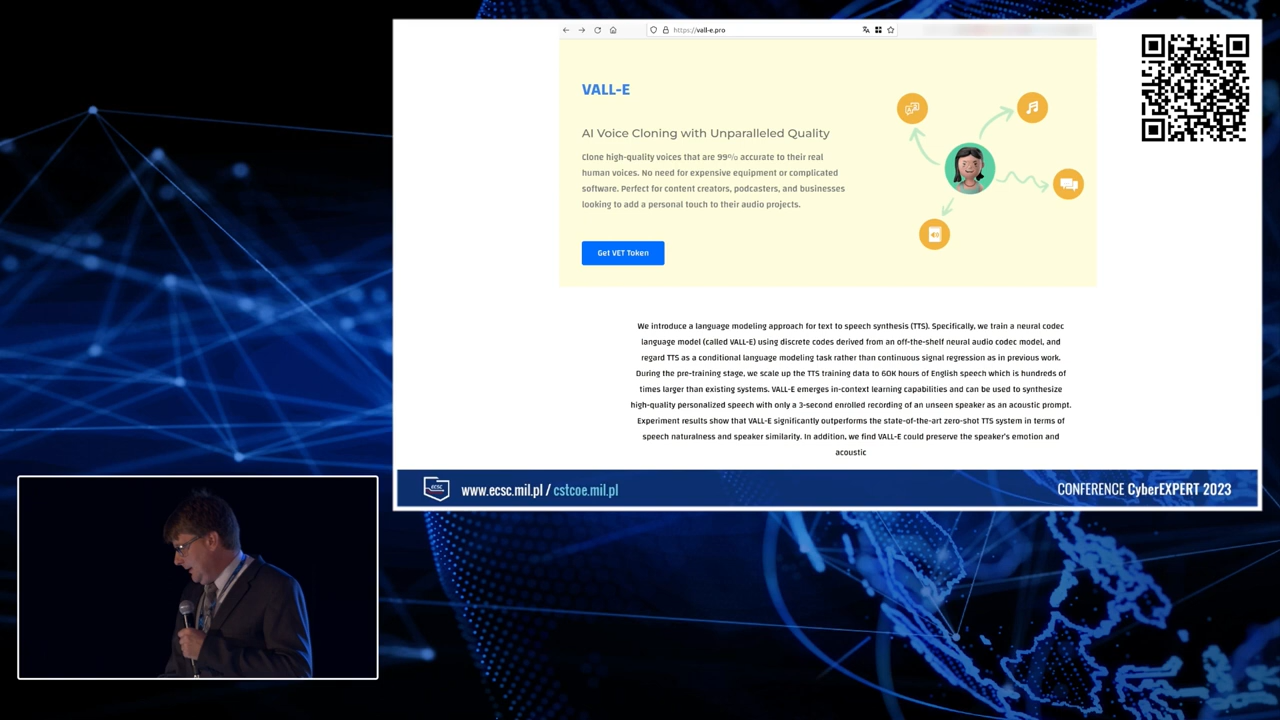 https://vall-e.pro
VALL-E
AI Voice Cloning with Unparalleled Quality
Clone high-quality voices that are 99% accurate to their real
human voices. No need for expensive equipment or complicated
software. Perfect for content creators, podcasters, and businesses
looking to add a personal touch to their audio projects.
Get VET Token
We introduce a language modeling approach for text to speech synthesis (TTS). Specifically, we train a neural codec
language model (called VALL-E) using discrete codes derived from an off-the-shelf neural audio codec model, and
regard TTS as a conditional language modeling task rather than continuous signal regression as in previous work.
During the pre-training stage, we scale up the TTS training data to 60K hours of English speech which is hundreds of
times larger than existing systems. VALL-E emerges in-context learning capabilities and can be used to synthesize
high-quality personalized speech with only a 3-second enrolled recording of an unseen speaker as an acoustic prompt.
Experiment results show that VALL-E significantly outperforms the state-of-the-art zero-shot TTS system in terms of
speech naturalness and speaker similarity. In addition, we find VALL-E could preserve the speaker's emotion and
acoustic
ecsc
www.ecsc.mil.pl / cstcoe.mil.pl
CONFERENCE CyberEXPERT 2023